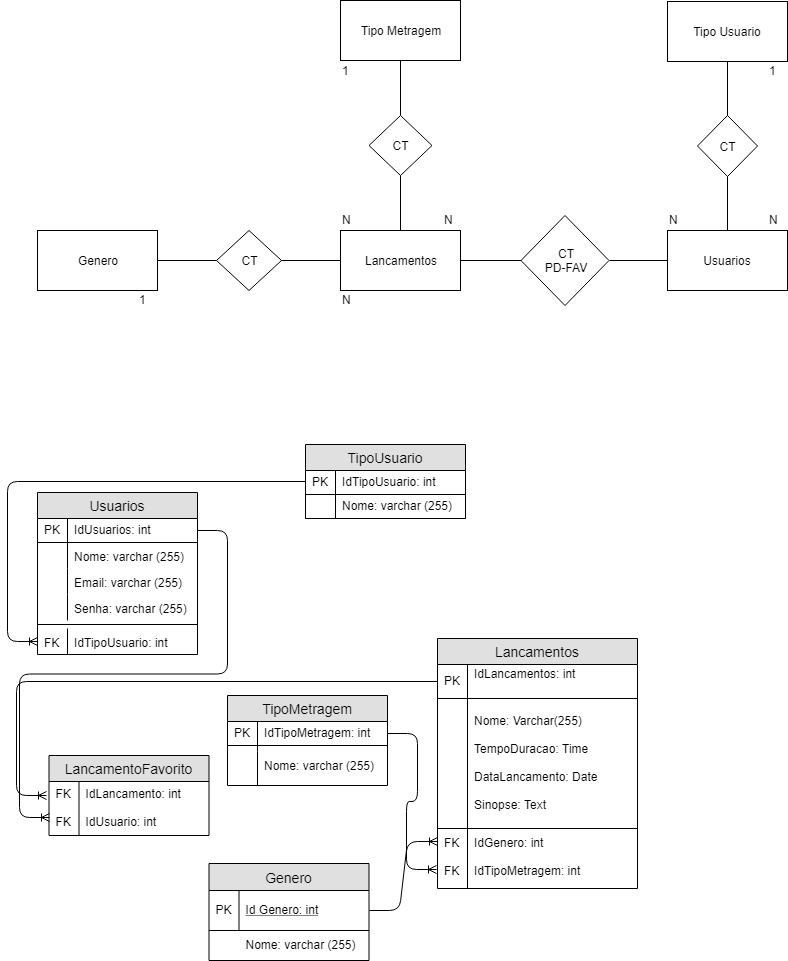 Tipo Metragem
Tipo Usuario
1
1
CT
CT
N
N
N
N
Genero
CT
Lancamentos
CT
PD-FAV
Usuarios
1
N
TipoUsuario
PK
IdTipoUsuario: int
Nome: varchar (255)
Usuarios
PK
IdUsuarios: int
Nome: varchar (255)
Email: varchar (255)
Senha: varchar (255)
FK
IdTipoUsuario: int
Lancamentos
PK
IdLancamentos: int
Nome: Varchar(255)
TempoDuracao: Time
DataLancamento: Date
Sinopse: Text
FK
IdGenero: int
FK
IdTipoMetragem: int
TipoMetragem
PK
IdTipoMetragem: int
Nome: varchar (255)
LancamentoFavorito
FK
IdLancamento: int
FK
IdUsuario: int
Genero
PK
Id Genero: int
Nome: varchar (255)